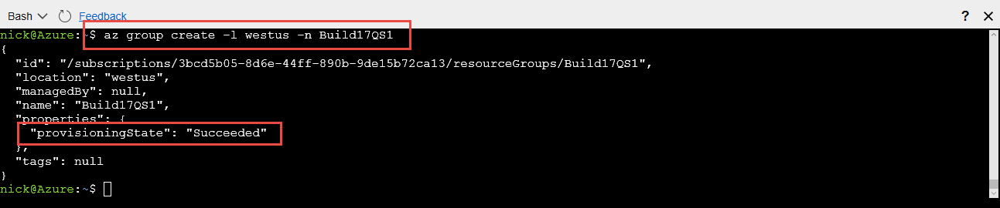 Bash Feedback ? ×
nick@Azure:~$ az group create -l westus -n Build17QS1
{
  "id": "/subscriptions/3bcd5b05-8d6e-44ff-890b-9de15b72ca13/resourceGroups/Build17QS1",
  "location": "westus",
  "managedBy": null,
  "name": "Build17QS1",
  "properties": {
    "provisioningState": "Succeeded"
  },
  "tags": null
}
nick@Azure:~$